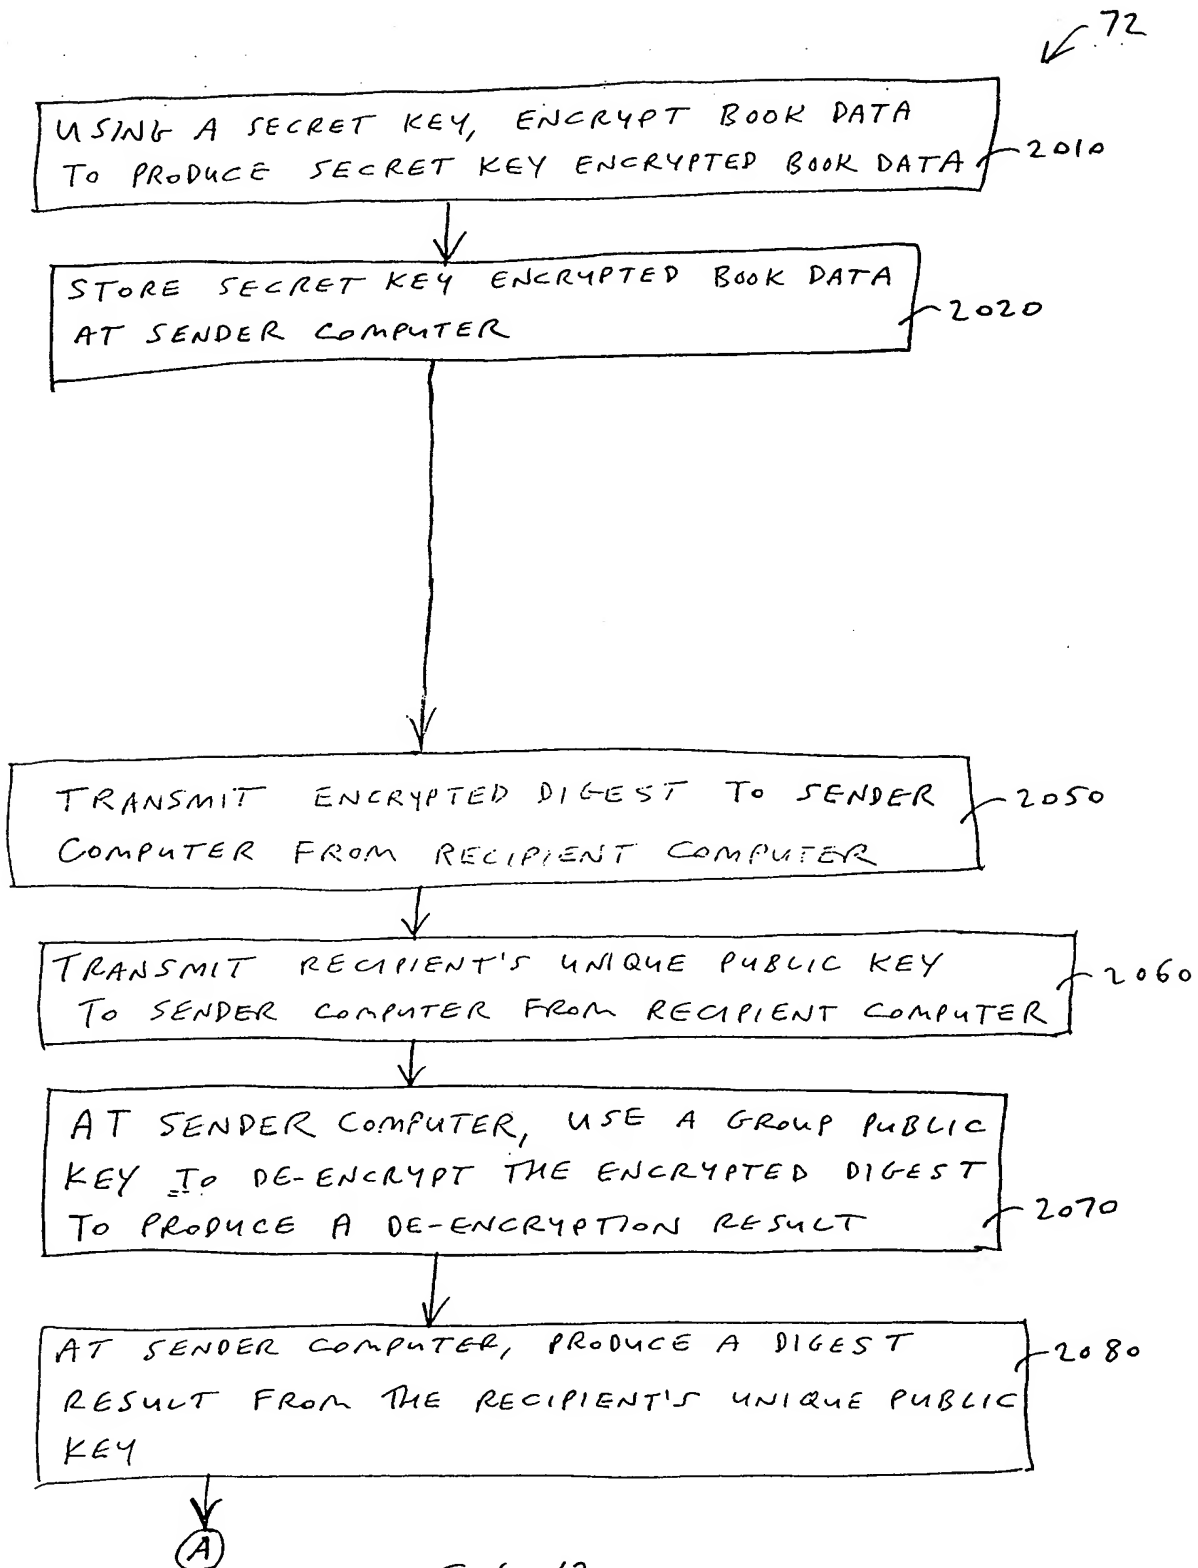 72
USING A SECRET KEY, ENCRYPT BOOK DATA
TO PRODUCE SECRET KEY ENCRYPTED BOOK DATA
2010
STORE SECRET KEY ENCRYPTED BOOK DATA
AT SENDER COMPUTER
2020
TRANSMIT ENCRYPTED DIGEST TO SENDER
COMPUTER FROM RECIPIENT COMPUTER
2050
TRANSMIT RECIPIENT'S UNIQUE PUBLIC KEY
TO SENDER COMPUTER FROM RECIPIENT COMPUTER
2060
AT SENDER COMPUTER, USE A GROUP PUBLIC
KEY TO DE-ENCRYPT THE ENCRYPTED DIGEST
TO PRODUCE A DE-ENCRYPTION RESULT
2070
AT SENDER COMPUTER, PRODUCE A DIGEST
RESULT FROM THE RECIPIENT'S UNIQUE PUBLIC
KEY
2080
A